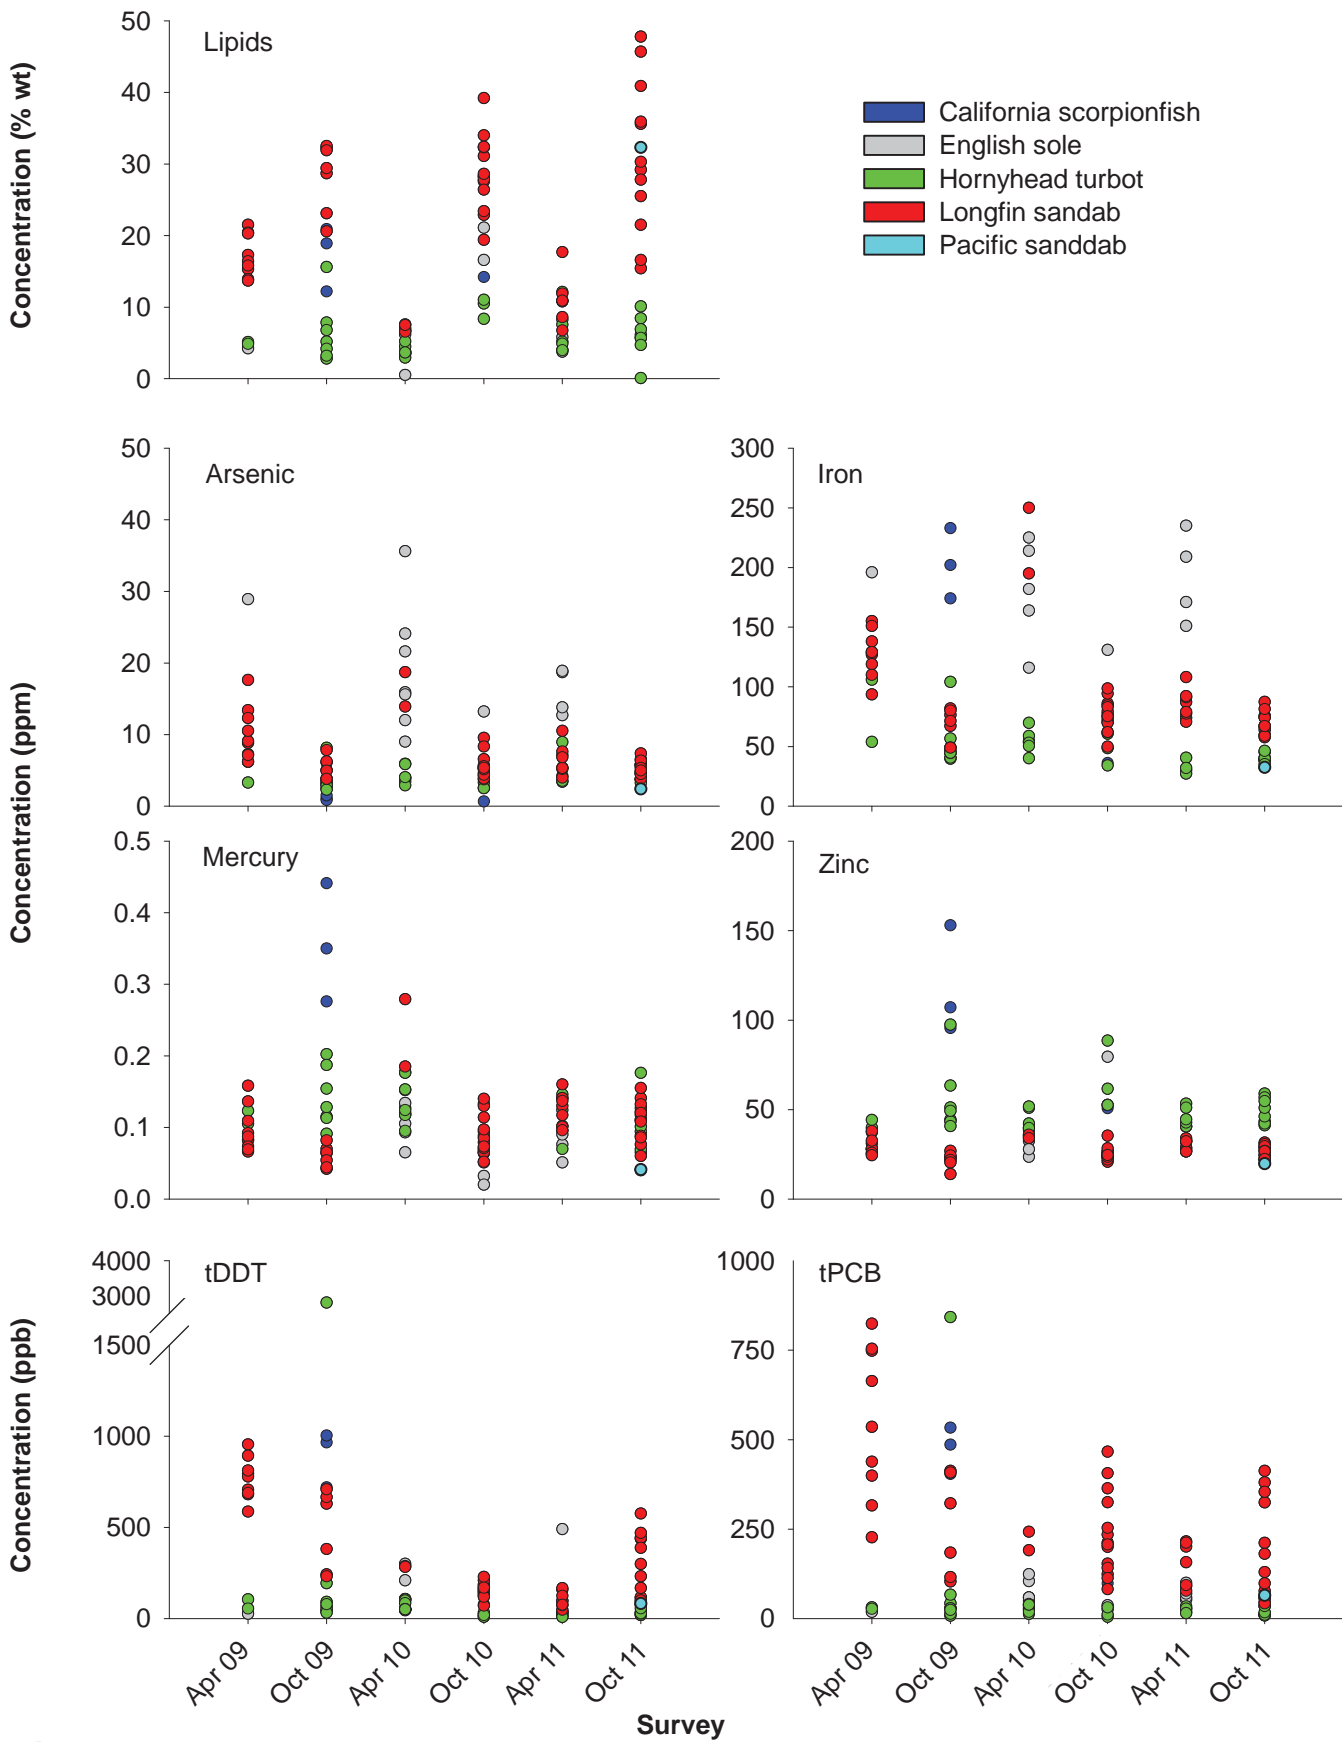 Lipids
Concentration (% wt)
50
40
30
20
10
0
California scorpionfish
English sole
Hornyhead turbot
Longfin sandab
Pacific sanddab
Concentration (ppm)
Arsenic
50
40
30
20
10
0
Iron
300
250
200
150
100
50
0
Mercury
0.5
0.4
0.3
0.2
0.1
0.0
Zinc
200
150
100
50
0
Concentration (ppb)
tDDT
4000
3000
1500
1000
500
0
tPCB
1000
750
500
250
0
Apr 09
Oct 09
Apr 10
Oct 10
Apr 11
Oct 11
Apr 09
Oct 09
Apr 10
Oct 10
Apr 11
Oct 11
Survey